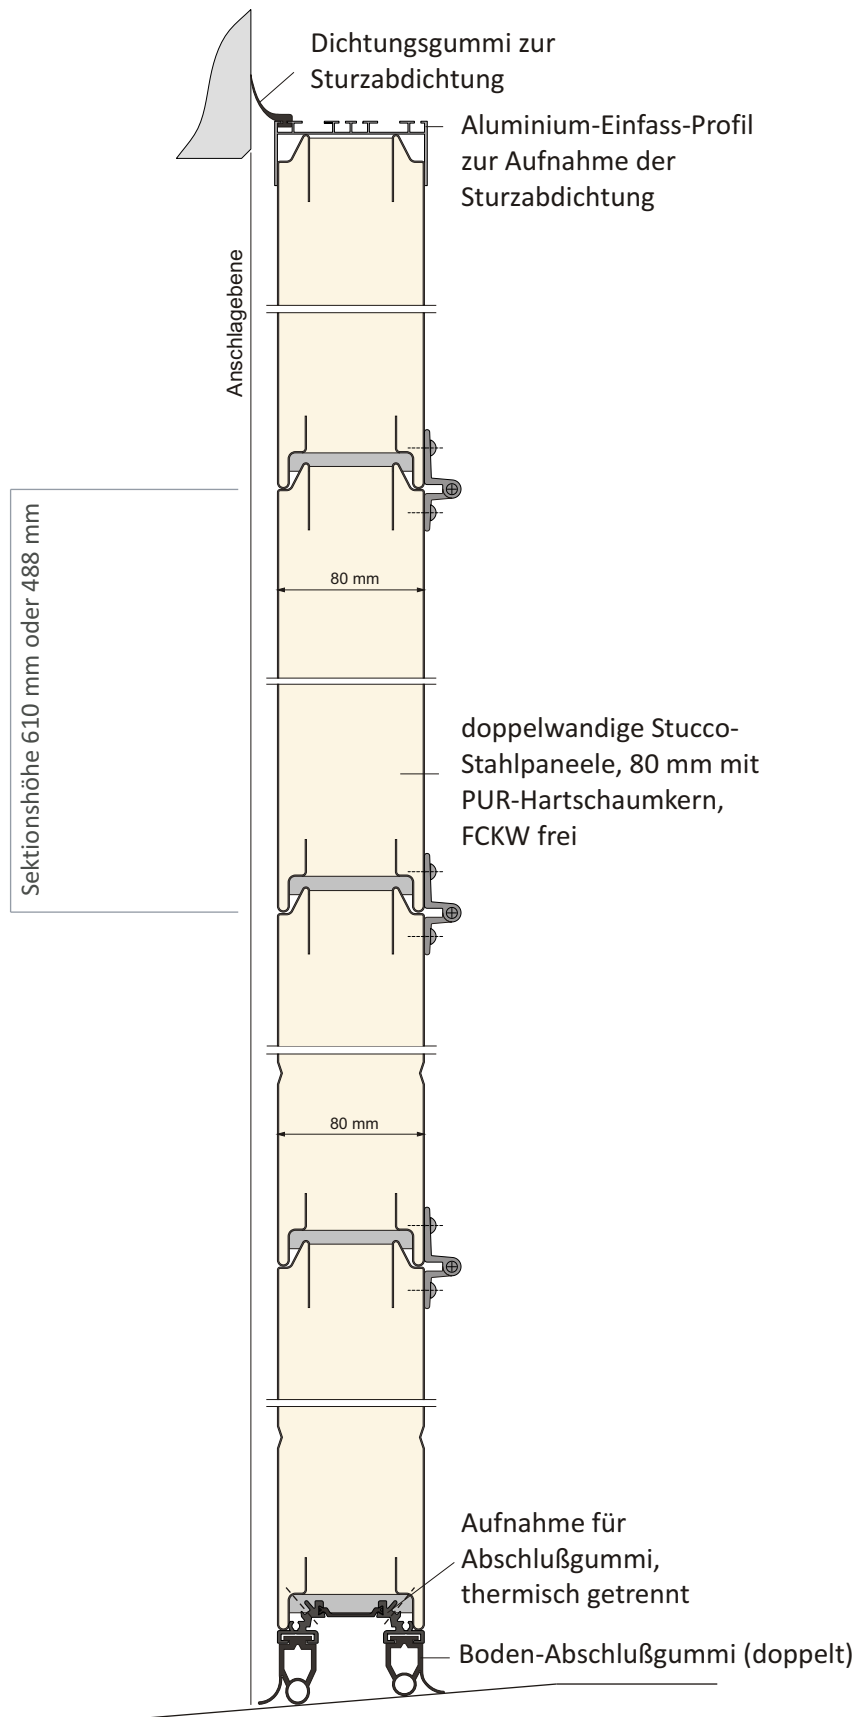 Dichtungsgummi zur
Sturzabdichtung
Aluminium-Einfass-Profil
zur Aufnahme der
Sturzabdichtung
Anschlagebene
Sektionshöhe 610 mm oder 488 mm
80 mm
doppelwandige Stucco-
Stahlpaneele, 80 mm mit
PUR-Hartschaumkern,
FCKW frei
80 mm
Aufnahme für
Abschlußgummi,
thermisch getrennt
Boden-Abschlußgummi (doppelt)